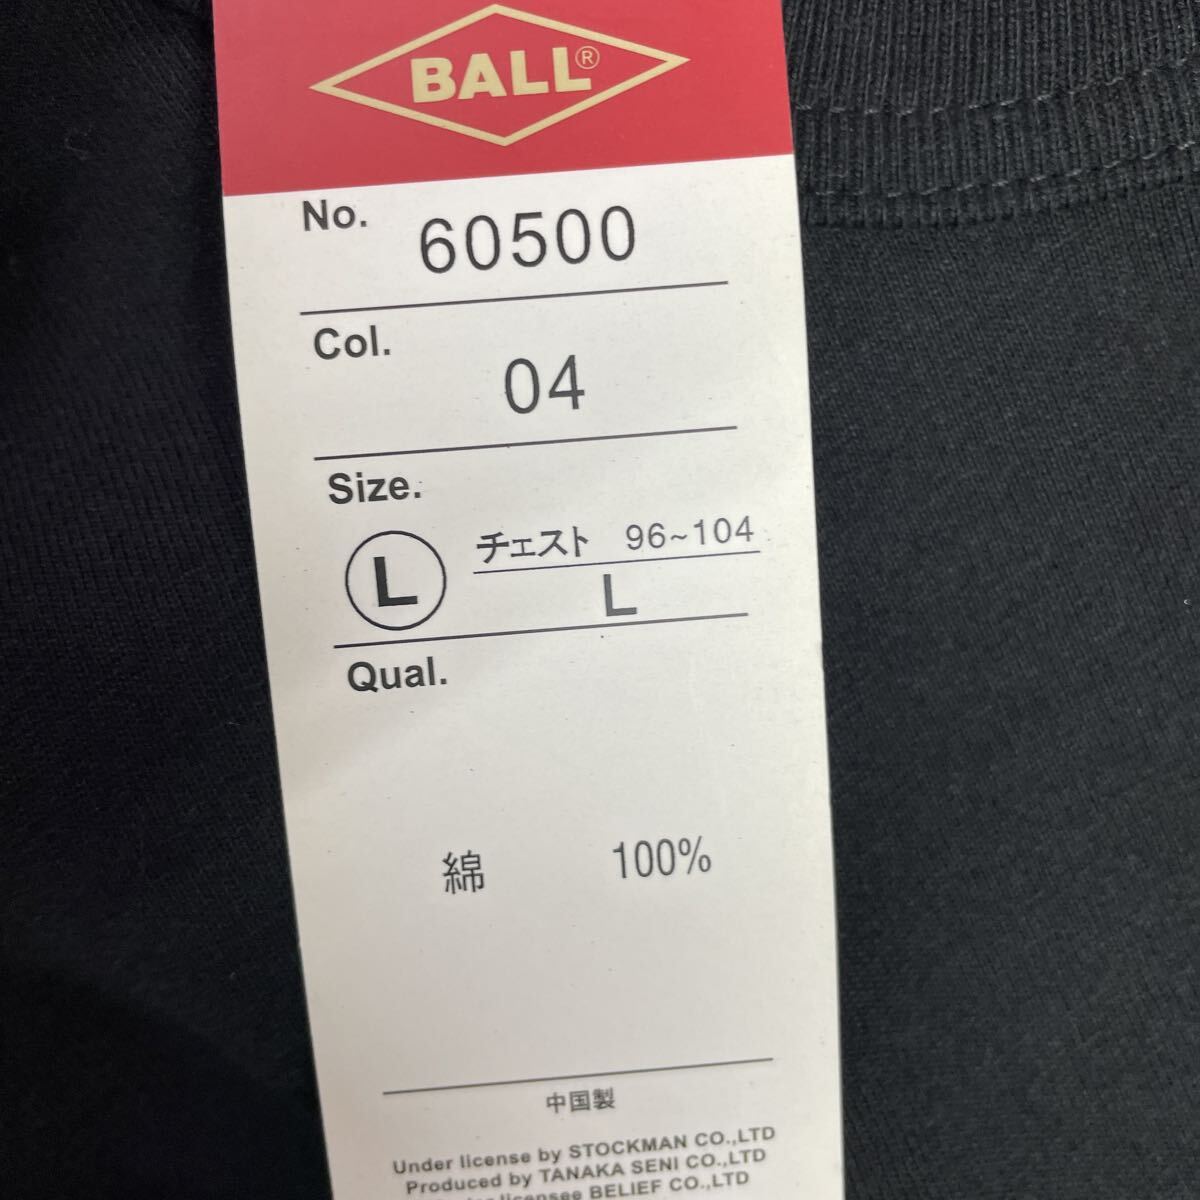 BALL®
No. 60500
Col. 04
Size.
L チェスト 96~104
L
Qual.
綿 100%
中国製
Under license by STOCKMAN CO.,LTD
Produced by TANAKA SENI CO.,LTD
licensee BELIEF CO.,LTD